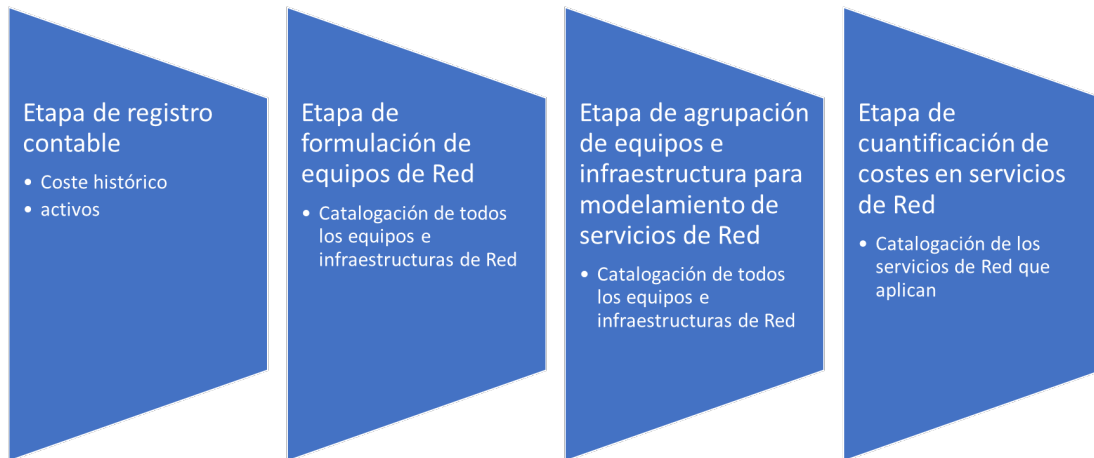 Etapa de registro
contable
• Coste histórico
• activos
Etapa de
formulación de
equipos de Red
• Catalogación de todos
los equipos e
infraestructuras de Red
Etapa de agrupación
de equipos e
infraestructura para
modelamiento de
servicios de Red
• Catalogación de todos
los equipos e
infraestructuras de Red
Etapa de
cuantificación de
costes en servicios
de Red
• Catalogación de los
servicios de Red que
aplican